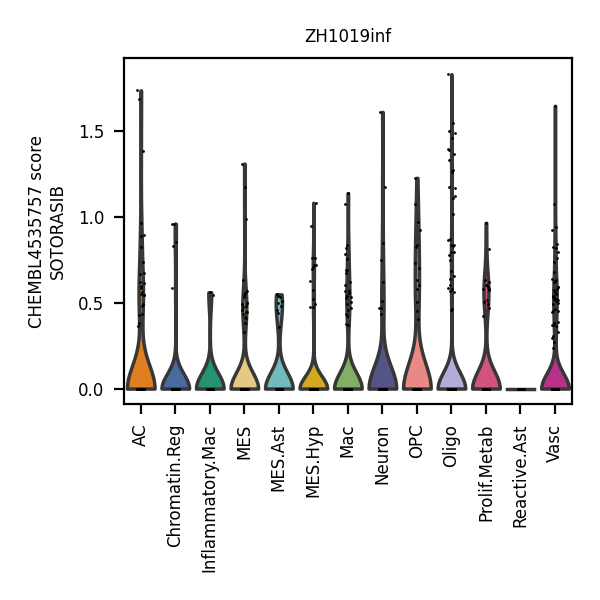 ZH1019inf
CHEMBL4535757 score
SOTORASIB
1.5
1.0
0.5
0.0
AC
Chromatin.Reg
Inflammatory.Mac
MES
MES.Ast
MES.Hyp
Mac
Neuron
OPC
Oligo
Prolif.Metab
Reactive.Ast
Vasc